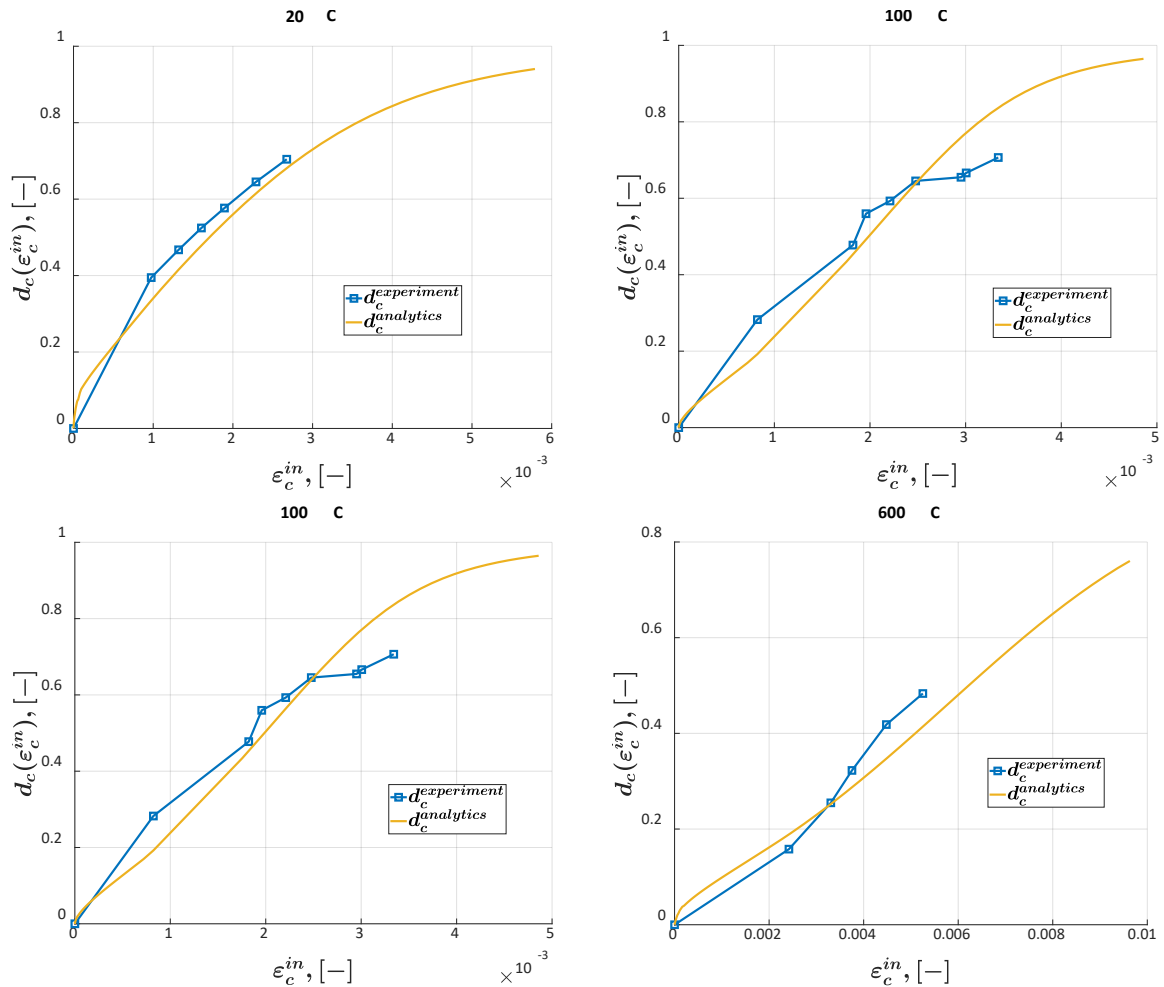 20 C
1
0.8
0.6
0.4
0.2
0
0 1 2 3 4 5 6
×10 -3
d_c(ε_c^{in}), [−]
ε_c^{in}, [−]
d_c^{experiment}
d_c^{analytics}
100 C
1
0.8
0.6
0.4
0.2
0
0 1 2 3 4 5
×10 -3
d_c(ε_c^{in}), [−]
ε_c^{in}, [−]
d_c^{experiment}
d_c^{analytics}
100 C
1
0.8
0.6
0.4
0.2
0
0 1 2 3 4 5
×10 -3
d_c(ε_c^{in}), [−]
ε_c^{in}, [−]
d_c^{experiment}
d_c^{analytics}
600 C
0.8
0.6
0.4
0.2
0
0 0.002 0.004 0.006 0.008 0.01
d_c(ε_c^{in}), [−]
ε_c^{in}, [−]
d_c^{experiment}
d_c^{analytics}